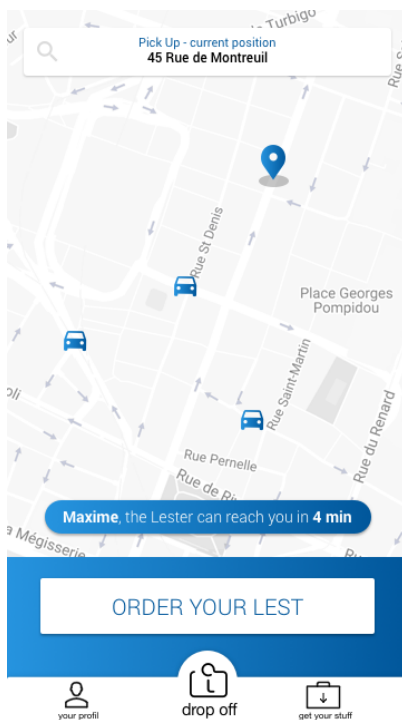 Turbigo
Pick Up - current position
45 Rue de Montreuil
Rue St Denis
Place Georges
Pompidou
Rue Saint-Martin
Rue du Renard
Rue Pernelle
Rue de
Maxime, the Lester can reach you in 4 min
a Mégisserie
ORDER YOUR LEST
your profil
drop off
get your stuff